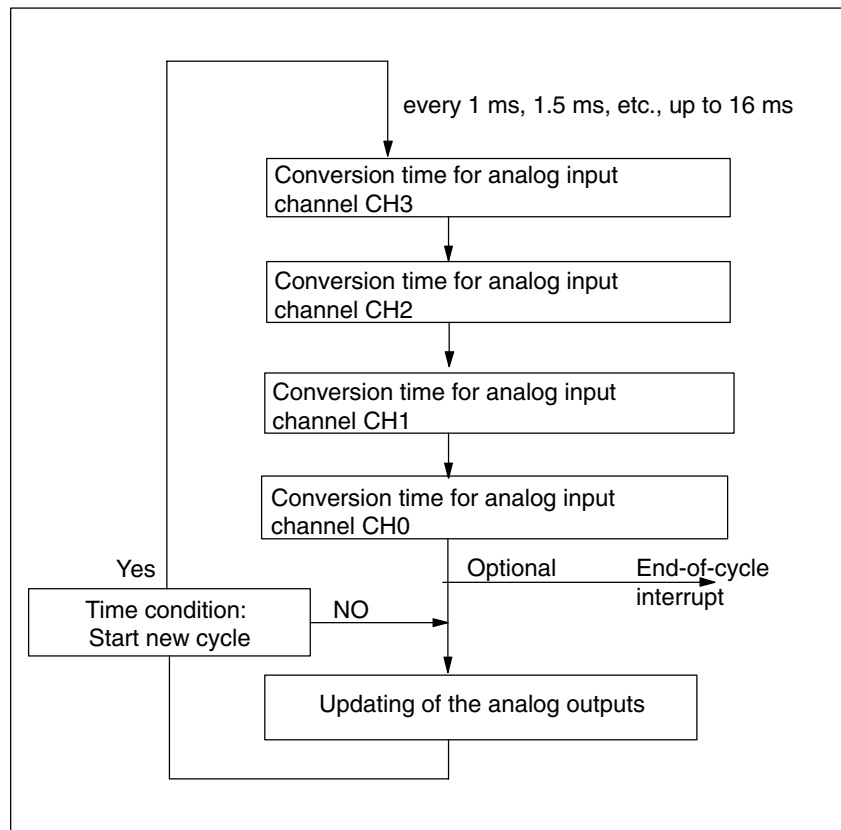 every 1 ms, 1.5 ms, etc., up to 16 ms
Conversion time for analog input
channel CH3
Conversion time for analog input
channel CH2
Conversion time for analog input
channel CH1
Conversion time for analog input
channel CH0
Optional
End-of-cycle
interrupt
Yes
Time condition:
Start new cycle
NO
Updating of the analog outputs